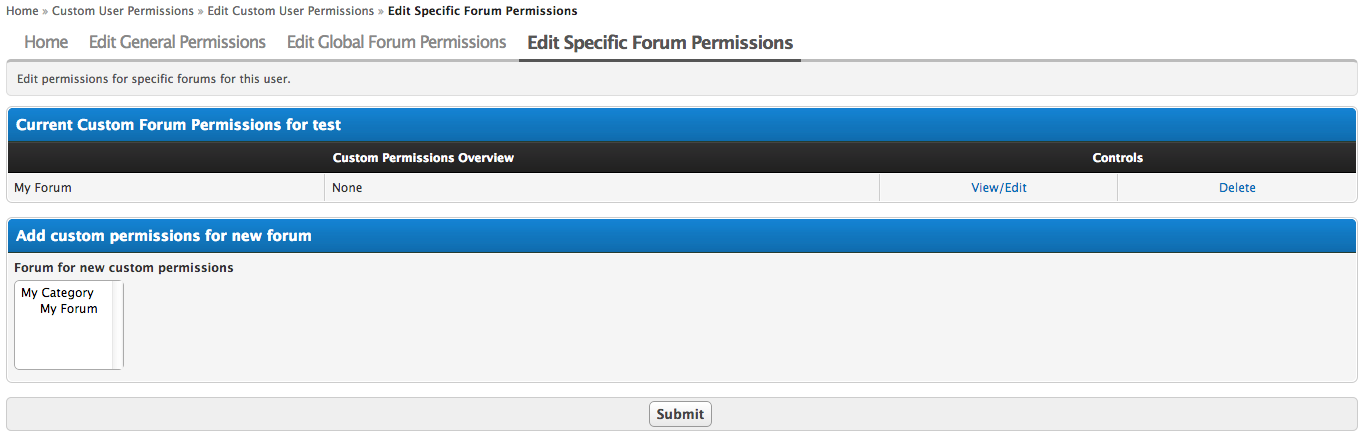 Home » Custom User Permissions » Edit Custom User Permissions » Edit Specific Forum Permissions
Home Edit General Permissions Edit Global Forum Permissions Edit Specific Forum Permissions
Edit permissions for specific forums for this user.
Current Custom Forum Permissions for test
Custom Permissions Overview Controls
My Forum None View/Edit Delete
Add custom permissions for new forum
Forum for new custom permissions
My Category
My Forum
Submit